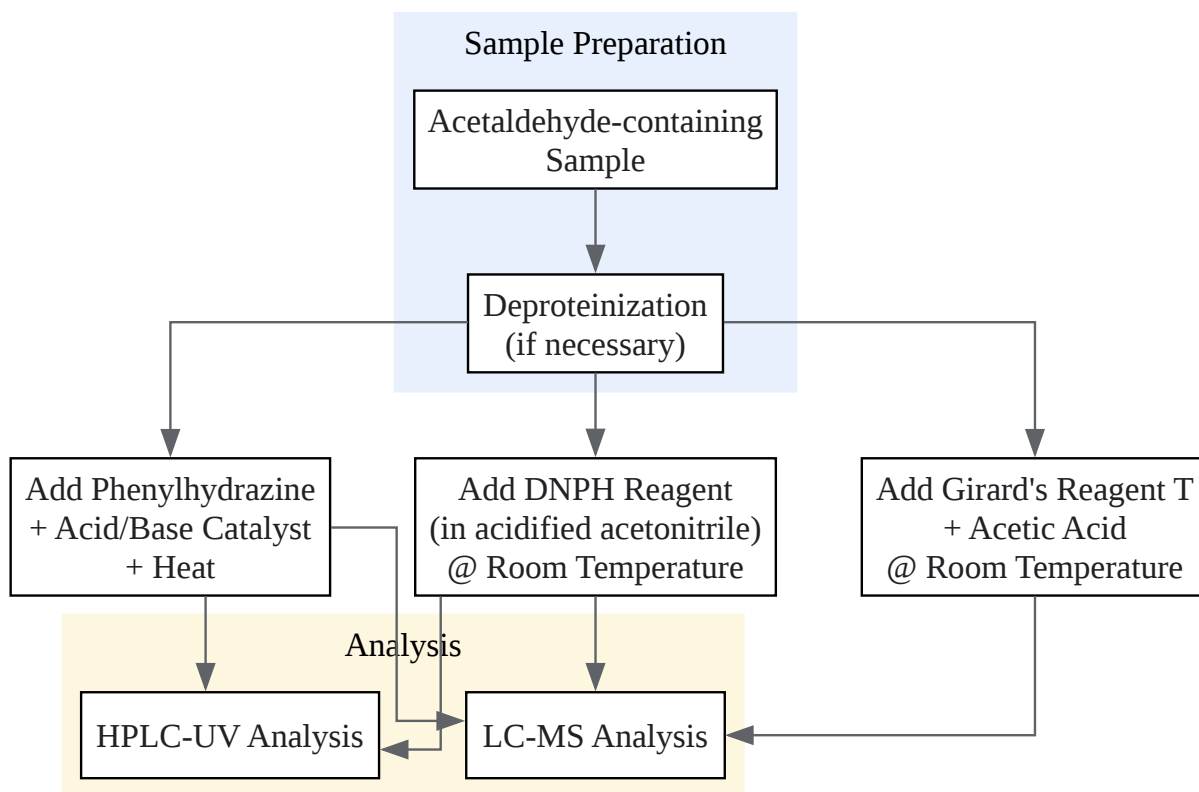 Sample Preparation
Acetaldehyde-containing
Sample
Deproteinization
(if necessary)
Add Phenylhydrazine
+ Acid/Base Catalyst
+ Heat
Add DNPH Reagent
(in acidified acetonitrile)
@ Room Temperature
Add Girard's Reagent T
+ Acetic Acid
@ Room Temperature
Analysis
HPLC-UV Analysis
LC-MS Analysis